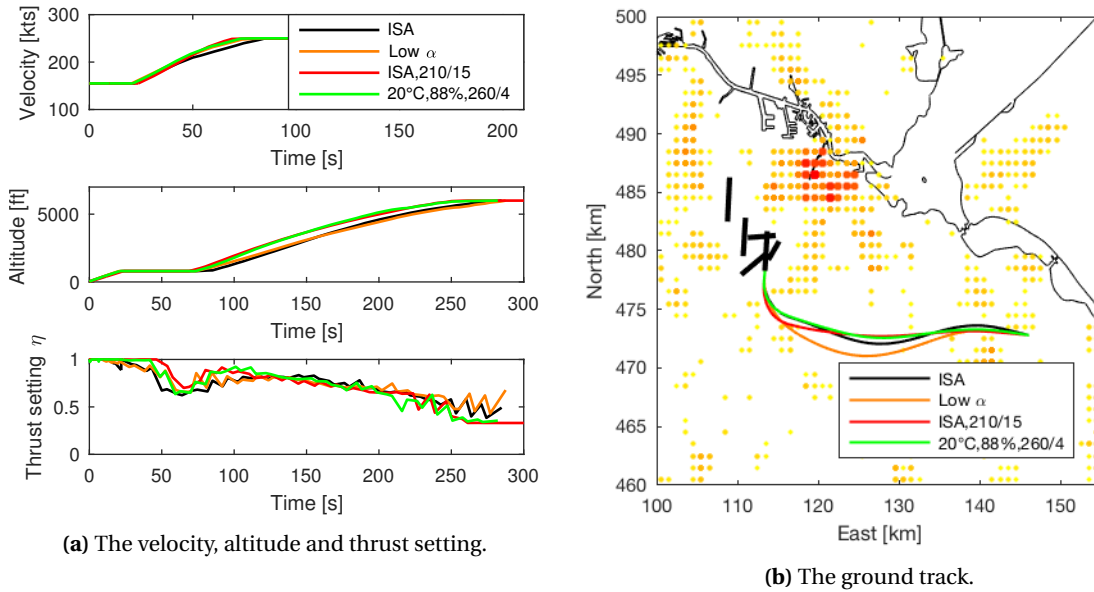 Velocity [kts]
300
200
100
0
50
100
150
200
Time [s]
ISA
Low α
ISA,210/15
20°C,88%,260/4
Altitude [ft]
5000
0
0
50
100
150
200
250
300
Time [s]
Thrust setting η
1
0.5
0
0
50
100
150
200
250
300
Time [s]
(a) The velocity, altitude and thrust setting.
North [km]
500
495
490
485
480
475
470
465
460
100
110
120
130
140
150
East [km]
ISA
Low α
ISA,210/15
20°C,88%,260/4
(b) The ground track.